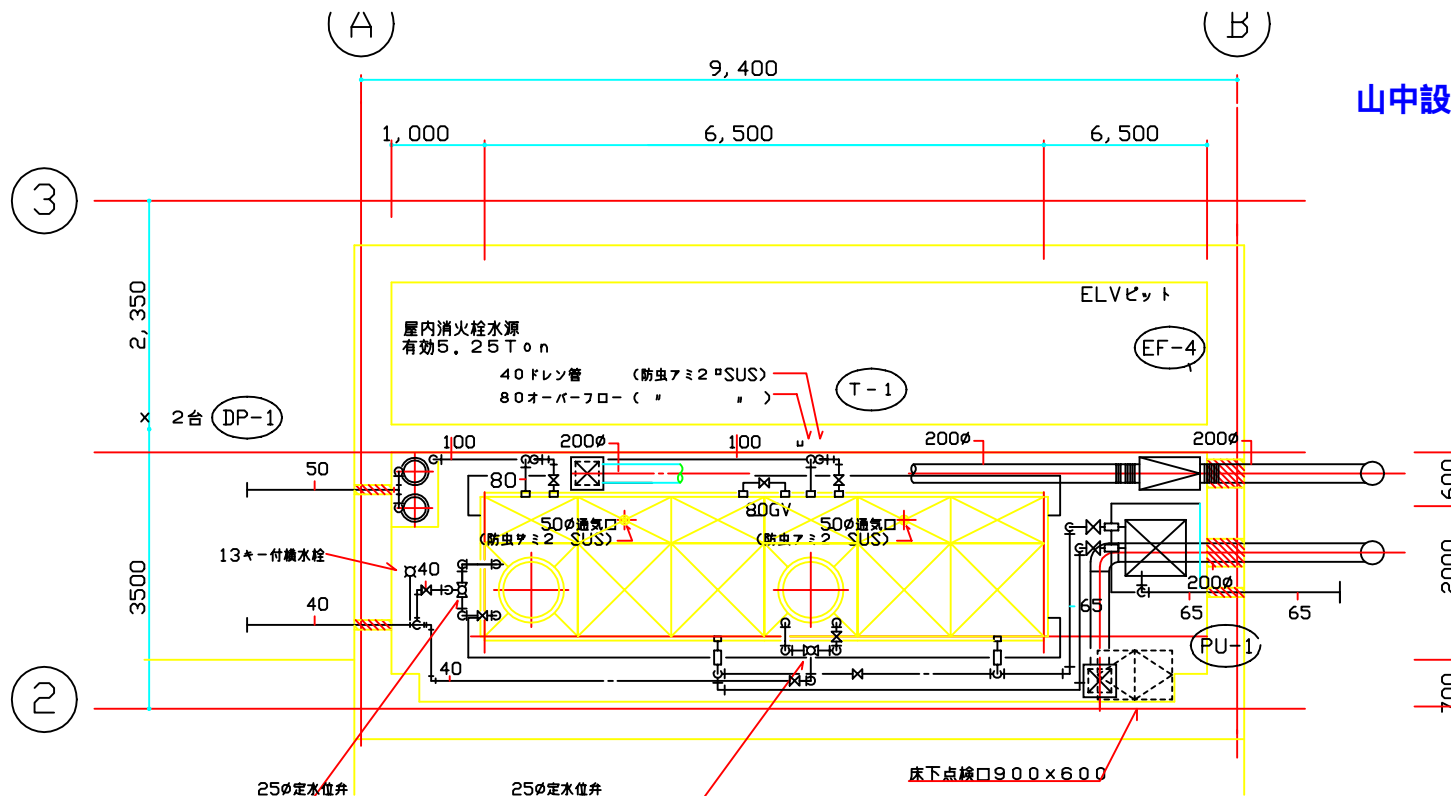 A
B
9,400
山中設
1,000
6,500
6,500
3
ELVピット
2,350
屋内消火栓水源
有効5.25Ton
EF-4
40ドレン管 (防虫アミ2ロSUS)
T-1
80オーバーフロー( 〃 〃 )
× 2台 DP-1
100
200ø
100
200ø
200ø
50
80
600
80GV
50ø通気口
50ø通気口
(防虫アミ2 SUS)
(防虫アミ2 SUS)
13キー付横水栓
40
3500
2000
200ø
40
65
65
65
PU-1
40
2
700
床下点検口900×600
25ø定水位弁
25ø定水位弁